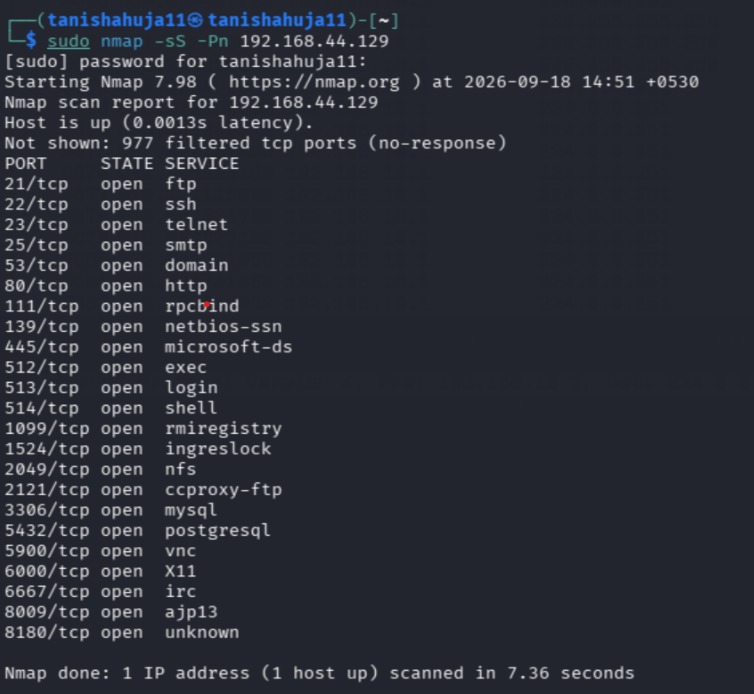 ┌──(tanishahuja11㉿tanishahuja11)-[~]
└─$ sudo nmap -sS -Pn 192.168.44.129
[sudo] password for tanishahuja11:
Starting Nmap 7.98 ( https://nmap.org ) at 2026-09-18 14:51 +0530
Nmap scan report for 192.168.44.129
Host is up (0.0013s latency).
Not shown: 977 filtered tcp ports (no-response)
PORT     STATE SERVICE
21/tcp   open  ftp
22/tcp   open  ssh
23/tcp   open  telnet
25/tcp   open  smtp
53/tcp   open  domain
80/tcp   open  http
111/tcp  open  rpcbind
139/tcp  open  netbios-ssn
445/tcp  open  microsoft-ds
512/tcp  open  exec
513/tcp  open  login
514/tcp  open  shell
1099/tcp open  rmiregistry
1524/tcp open  ingreslock
2049/tcp open  nfs
2121/tcp open  ccproxy-ftp
3306/tcp open  mysql
5432/tcp open  postgresql
5900/tcp open  vnc
6000/tcp open  X11
6667/tcp open  irc
8009/tcp open  ajp13
8180/tcp open  unknown
Nmap done: 1 IP address (1 host up) scanned in 7.36 seconds